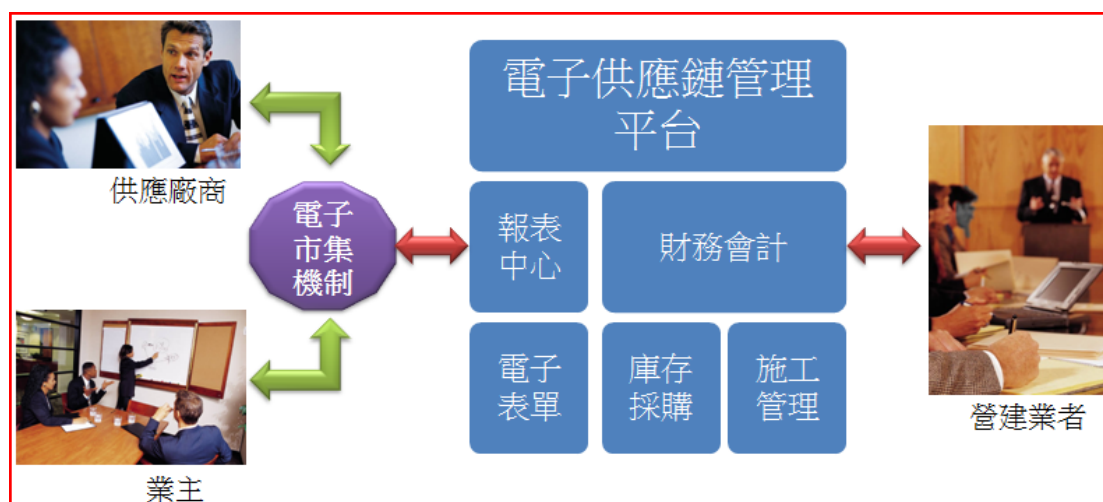 供應廠商
電子
市集
機制
業主
電子供應鏈管理
平台
報表
中心
財務會計
電子
表單
庫存
採購
施工
管理
營建業者